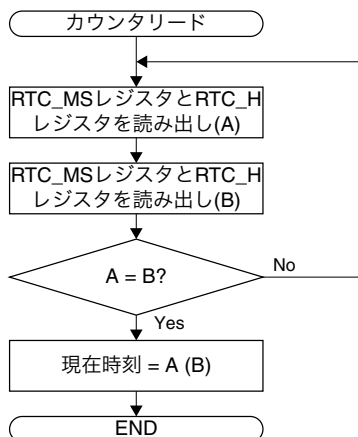 カウンタリード
RTC_MSレジスタとRTC_H
レジスタを読み出し(A)
RTC_MSレジスタとRTC_H
レジスタを読み出し(B)
A = B?
No
Yes
現在時刻 = A (B)
END